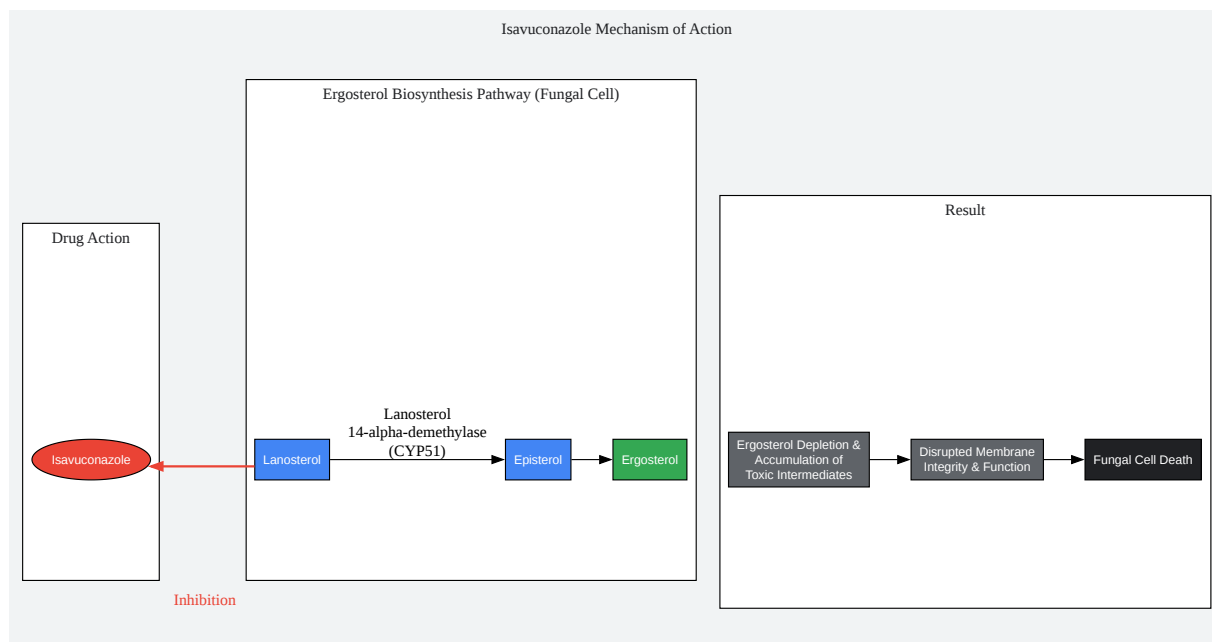 Isavuconazole Mechanism of Action
Drug Action
Isavuconazole
Inhibition
Ergosterol Biosynthesis Pathway (Fungal Cell)
Lanosterol
Lanosterol
14-alpha-demethylase
(CYP51)
Episterol
Ergosterol
Result
Ergosterol Depletion &
Accumulation of
Toxic Intermediates
Disrupted Membrane
Integrity & Function
Fungal Cell Death